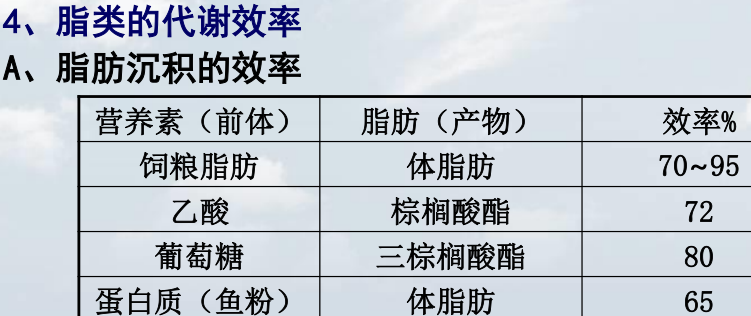 4、脂类的代谢效率
A、脂肪沉积的效率
营养素（前体） 脂肪（产物） 效率%
饲粮脂肪 体脂肪 70~95
乙酸 棕榈酸酯 72
葡萄糖 三棕榈酸酯 80
蛋白质（鱼粉） 体脂肪 65